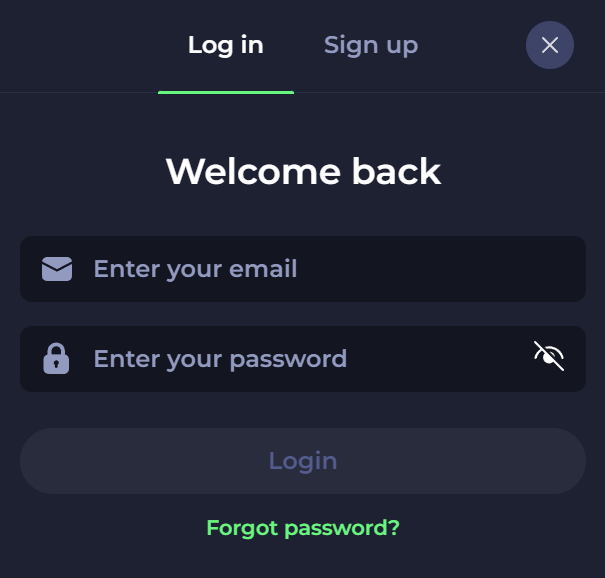 Log in
Sign up
Welcome back
Enter your email
Enter your password
Login
Forgot password?